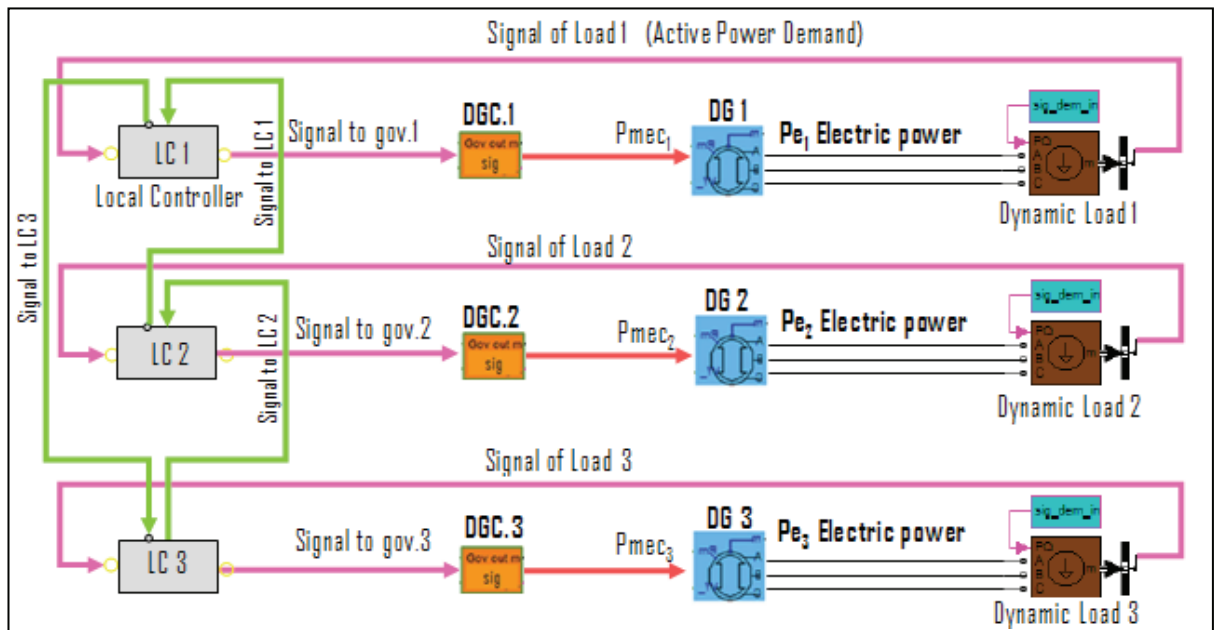 Signal of Load 1 (Active Power Demand)
Signal to LC 3
LC 1
Local Controller
Signal to LC 1
Signal to gov.1
DGC.1
Gov out m
sig
Pmec1
DG 1
Pe1 Electric power
A
sig_dem_in
PQ
A
B
C
m
Dynamic Load 1
Signal of Load 2
LC 2
Signal to LC 2
Signal to gov.2
DGC.2
Gov out m
sig
Pmec2
DG 2
Pe2 Electric power
A
sig_dem_in
PQ
A
B
C
m
Dynamic Load 2
Signal of Load 3
LC 3
Signal to gov.3
DGC.3
Gov out m
sig
Pmec3
DG 3
Pe3 Electric power
A
sig_dem_in
PQ
A
B
C
m
Dynamic Load 3